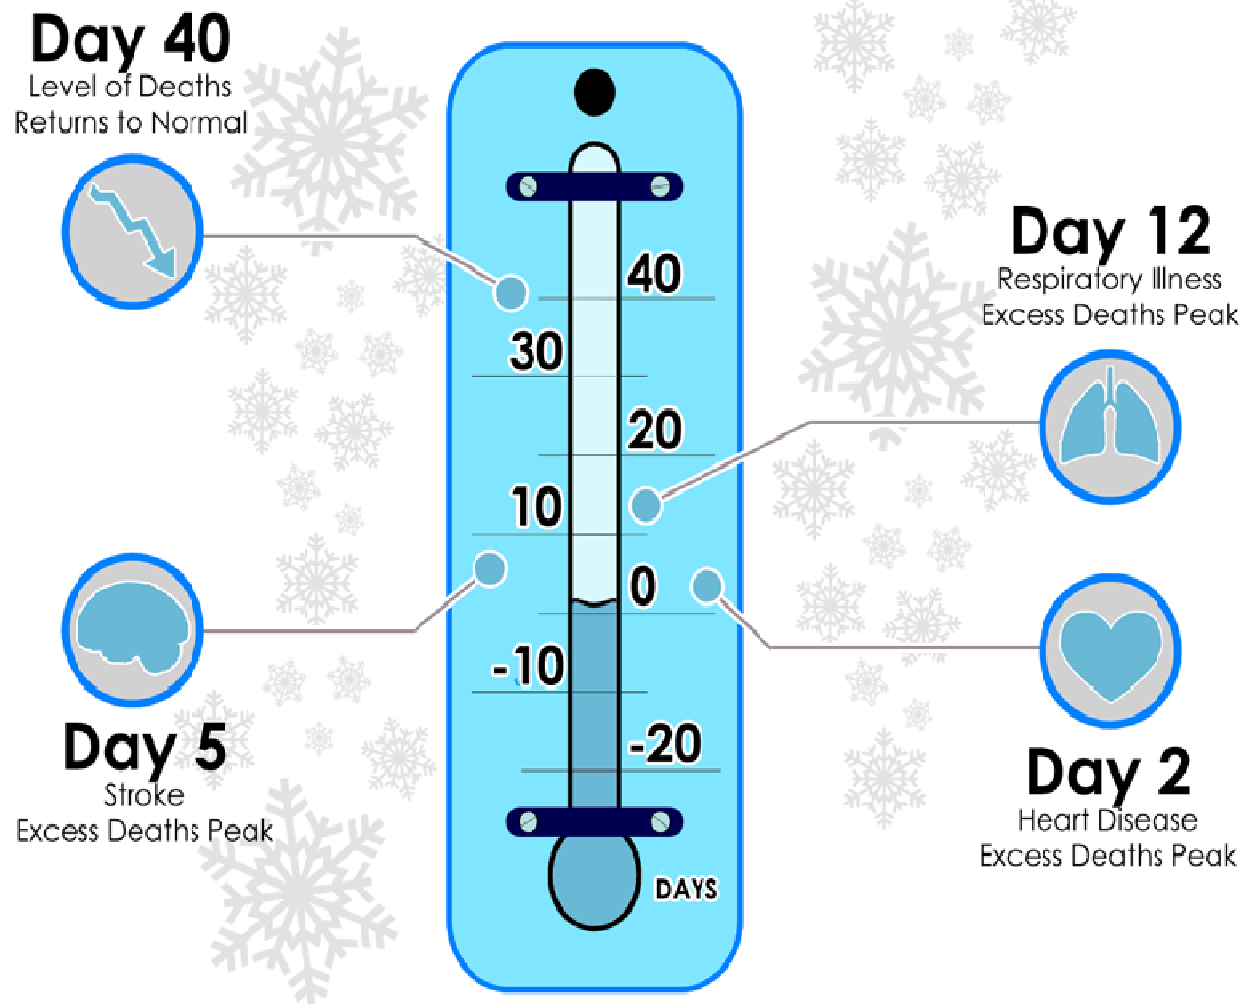 Day 40
Level of Deaths
Returns to Normal
Day 12
Respiratory Illness
Excess Deaths Peak
40
30
20
10
0
-10
-20
DAYS
Day 5
Stroke
Excess Deaths Peak
Day 2
Heart Disease
Excess Deaths Peak